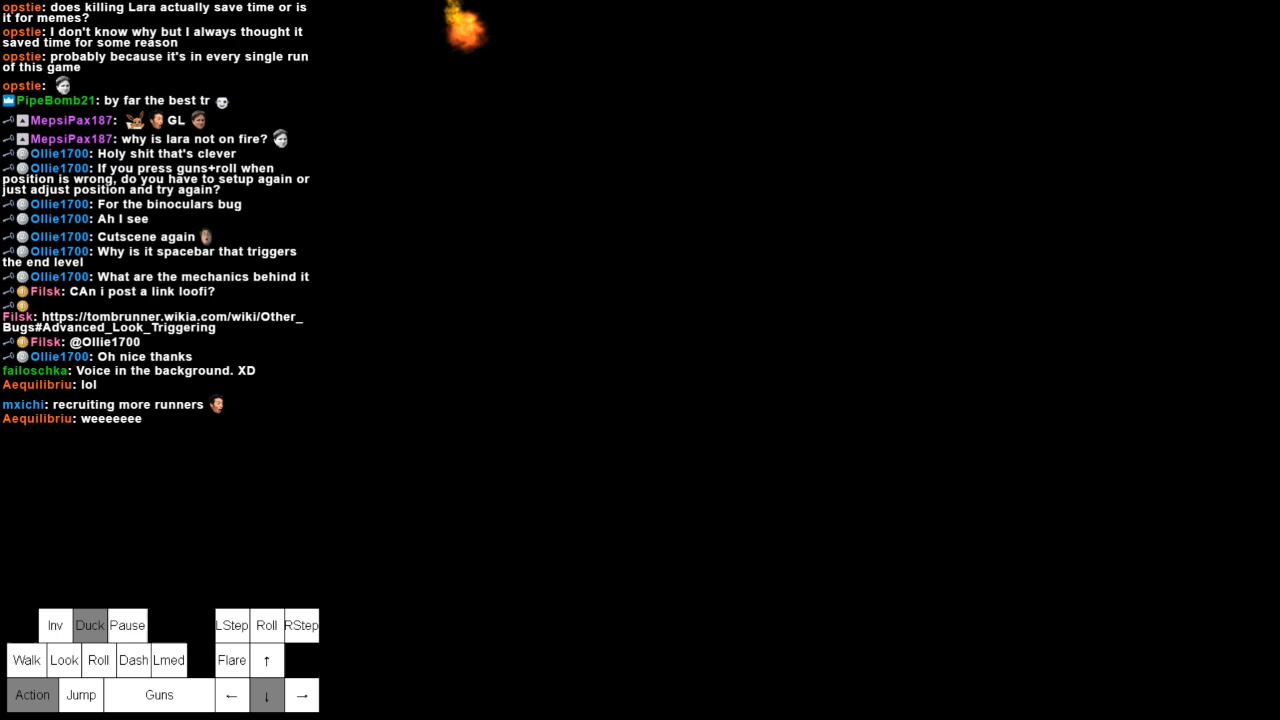 opstie: does killing Lara actually save time or is
it for memes?
opstie: I don't know why but I always thought it
saved time for some reason
opstie: probably because it's in every single run
of this game
opstie:
PipeBomb21: by far the best tr
MepsiPax187: GL
MepsiPax187: why is lara not on fire?
Ollie1700: Holy shit that's clever
Ollie1700: If you press guns+roll when
position is wrong, do you have to setup again or
just adjust position and try again?
Ollie1700: For the binoculars bug
Ollie1700: Ah I see
Ollie1700: Cutscene again
Ollie1700: Why is it spacebar that triggers
the end level
Ollie1700: What are the mechanics behind it
Filsk: CAn i post a link loofi?
Filsk: https://tombrunner.wikia.com/wiki/Other_
Bugs#Advanced_Look_Triggering
Filsk: @Ollie1700
Ollie1700: Oh nice thanks
failoschka: Voice in the background. XD
Aequilibriu: lol
mxichi: recruiting more runners
Aequilibriu: weeeeeee
Inv Duck Pause LStep Roll RStep
Walk Look Roll Dash Lmed Flare ↑
Action Jump Guns ← ↓ →